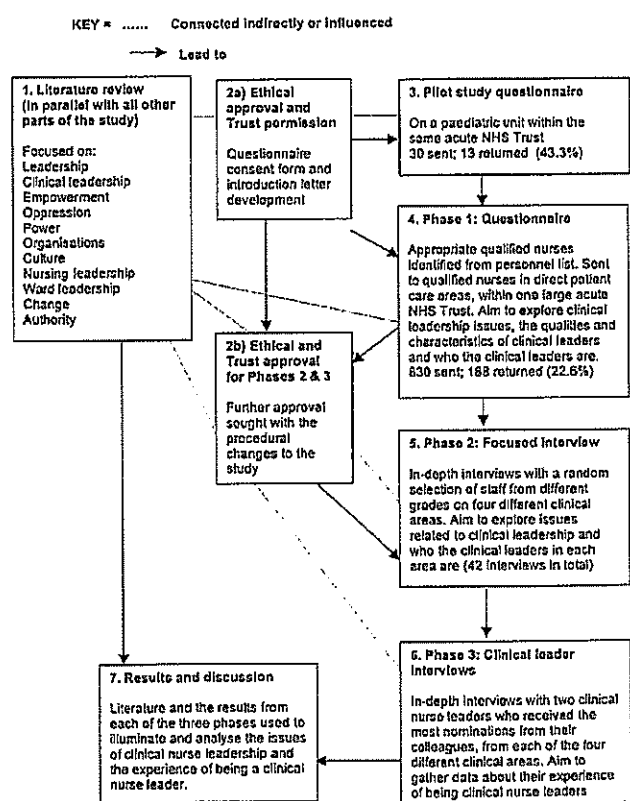 KEY = ...... Connected indirectly or influenced
Lead to
1. Literature review
(in parallel with all other
parts of the study)
Focused on:
Leadership
Clinical leadership
Empowerment
Oppression
Power
Organisations
Culture
Nursing leadership
Ward leadership
Change
Authority
2a) Ethical
approval and
Trust permission
Questionnaire
consent form and
introduction letter
development
3. Pilot study questionnaire
On a paediatric unit within the
same acute NHS Trust
30 sent; 13 returned (43.3%)
4. Phase 1: Questionnaire
Appropriate qualified nurses
identified from personnel list. Sent
to qualified nurses in direct patient
care areas, within one large acute
NHS Trust. Aim to explore clinical
leadership issues, the qualities and
characteristics of clinical leaders
and who the clinical leaders are.
830 sent; 188 returned (22.6%)
2b) Ethical and
Trust approval
for Phases 2 & 3
Further approval
sought with the
procedural
changes to the
study
5. Phase 2: Focused Interview
In-depth interviews with a random
selection of staff from different
grades on four different clinical
areas. Aim to explore issues
related to clinical leadership and
who the clinical leaders in each
area are (42 interviews in total)
6. Phase 3: Clinical leader
Interviews
In-depth interviews with two clinical
nurse leaders who received the
most nominations from their
colleagues, from each of the four
different clinical areas. Aim to
gather data about their experience
of being clinical nurse leaders
7. Results and discussion
Literature and the results from
each of the three phases used to
illuminate and analyse the issues
of clinical nurse leadership and
the experience of being a clinical
nurse leader.